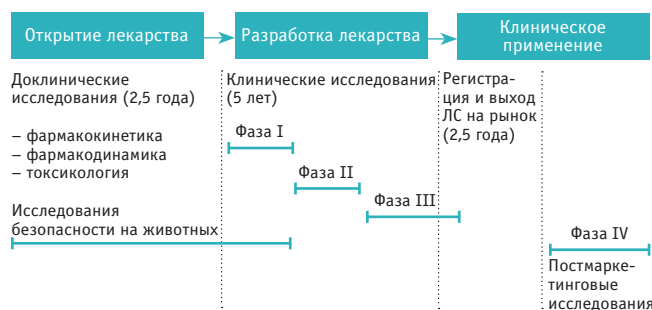 Открытие лекарства
Разработка лекарства
Клиническое
применение
Доклинические
исследования (2,5 года)
– фармакокинетика
– фармакодинамика
– токсикология
Исследования
безопасности на животных
Клинические исследования
(5 лет)
Фаза I
Фаза II
Фаза III
Регистра-
ция и выход
ЛС на рынок
(2,5 года)
Фаза IV
Постмарке-
тинговые
исследования